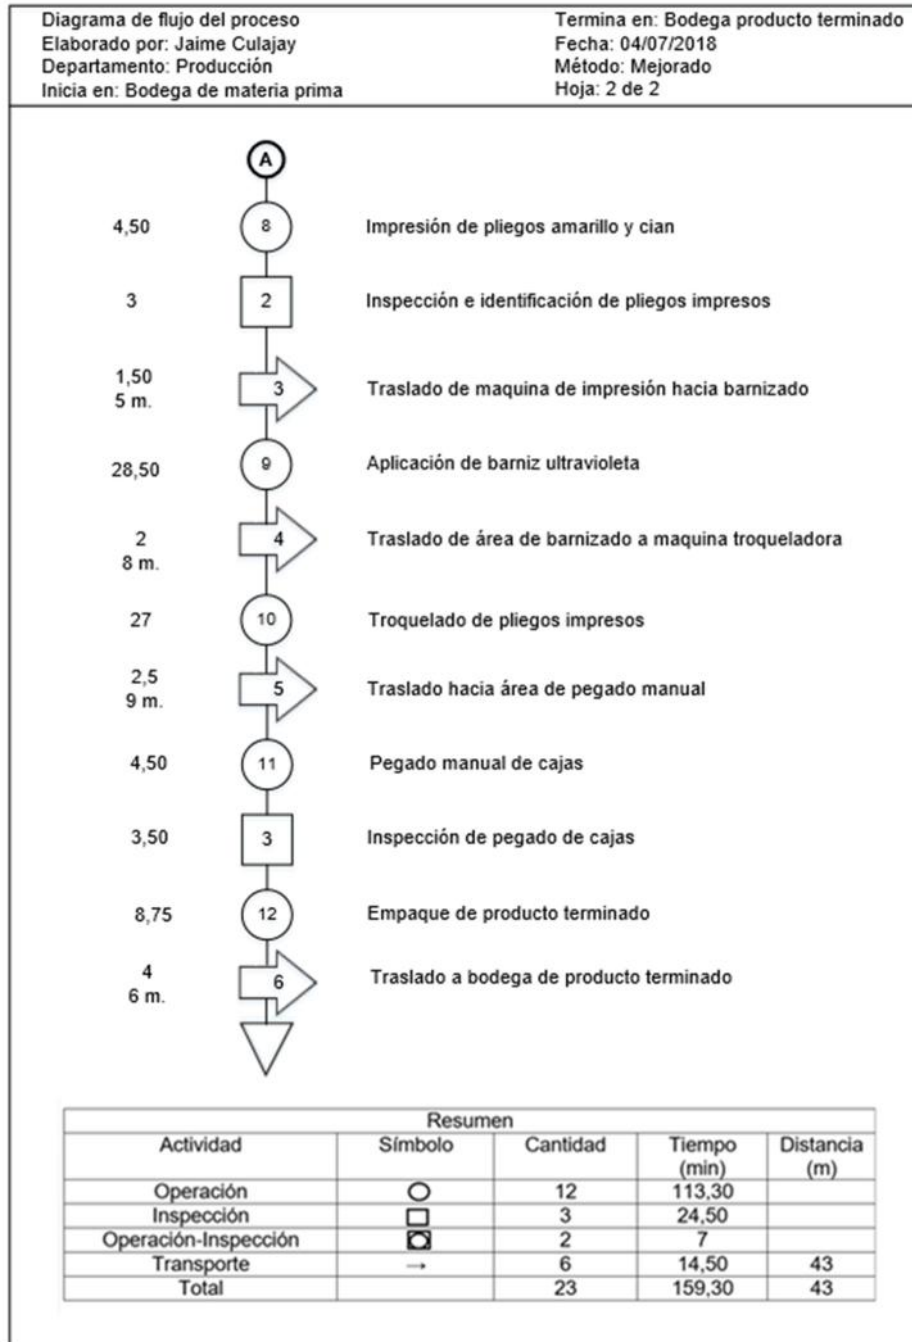 Diagrama de flujo del proceso
Elaborado por: Jaime Culajay
Departamento: Producción
Inicia en: Bodega de materia prima
Termina en: Bodega producto terminado
Fecha: 04/07/2018
Método: Mejorado
Hoja: 2 de 2
A
4,50 8 Impresión de pliegos amarillo y cian
3 2 Inspección e identificación de pliegos impresos
1,50
5 m.
3 Traslado de maquina de impresión hacia barnizado
28,50 9 Aplicación de barniz ultravioleta
2
8 m.
4 Traslado de área de barnizado a maquina troqueladora
27 10 Troquelado de pliegos impresos
2,5
9 m.
5 Traslado hacia área de pegado manual
4,50 11 Pegado manual de cajas
3,50 3 Inspección de pegado de cajas
8,75 12 Empaque de producto terminado
4
6 m.
6 Traslado a bodega de producto terminado
Resumen
Actividad Símbolo Cantidad Tiempo (min) Distancia (m)
Operación 12 113,30
Inspección 3 24,50
Operación-Inspección 2 7
Transporte → 6 14,50 43
Total 23 159,30 43